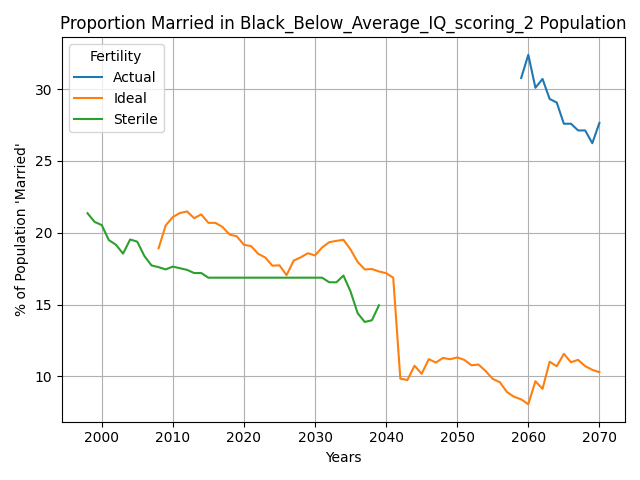 Proportion Married in Black_Below_Average_IQ_scoring_2 Population
Fertility
Actual
Ideal
Sterile
% of Population 'Married'
30
25
20
15
10
2000 2010 2020 2030 2040 2050 2060 2070
Years